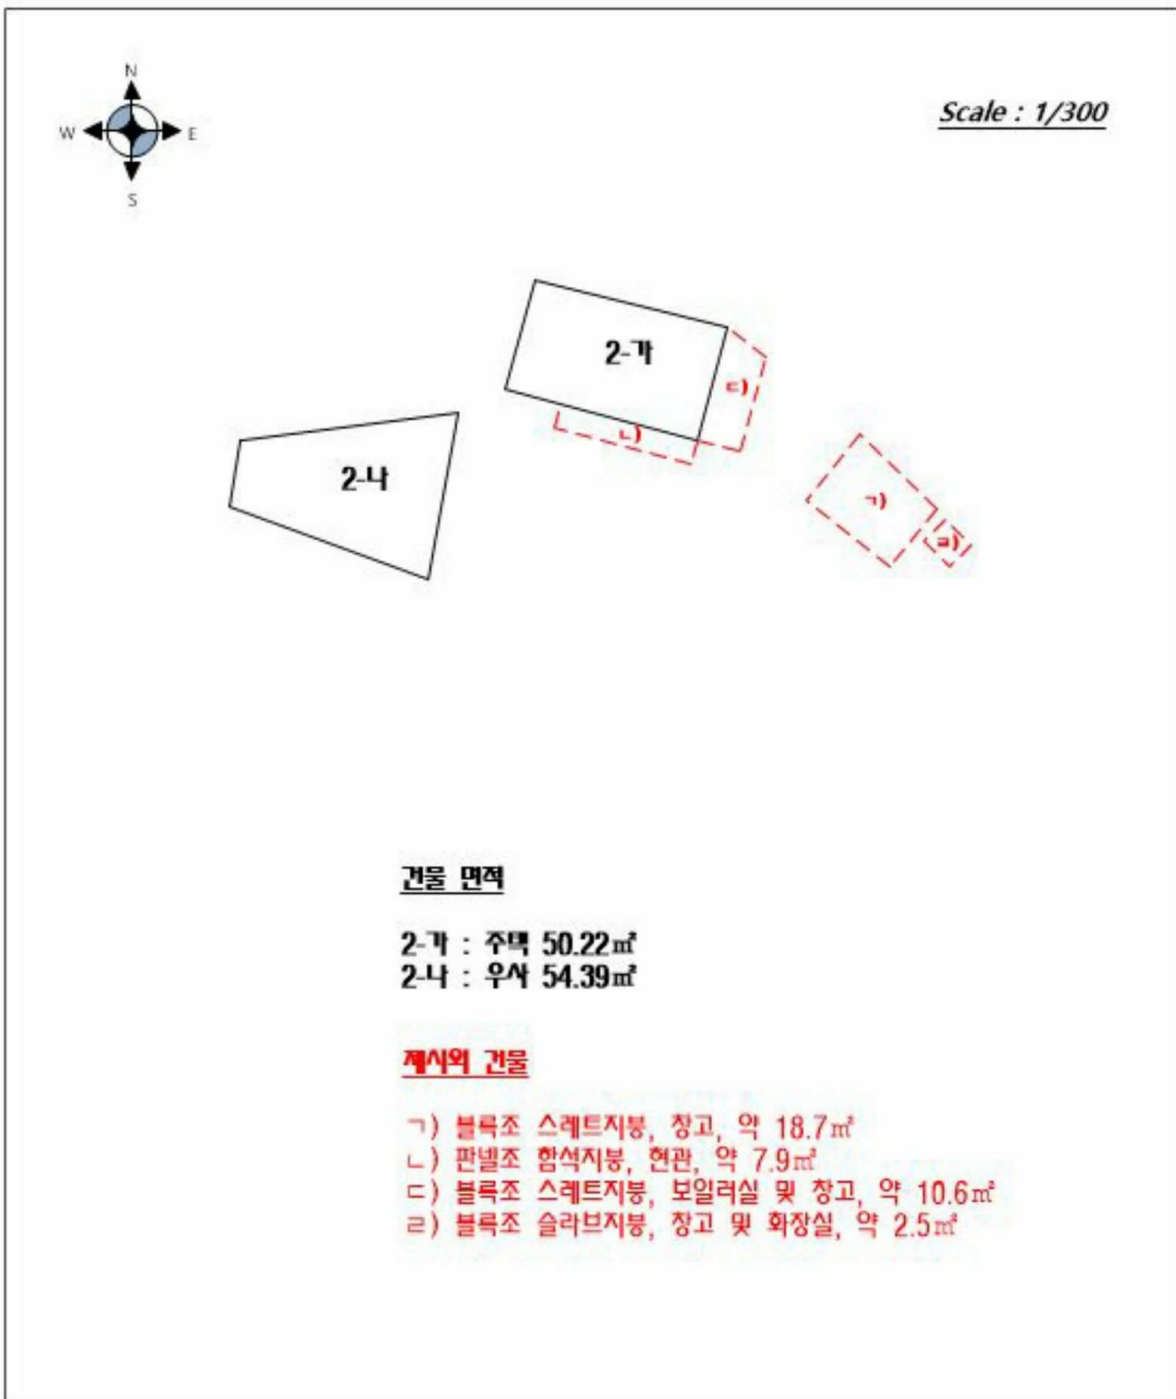 N
Scale : 1/300
W
E
S
2-가
ㄷ)
ㄴ)
2-나
ㄱ)
ㄹ)
건물 면적
2-가 : 주택 50.22㎡
2-나 : 우사 54.39㎡
제시외 건물
ㄱ) 블록조 스레트지붕, 창고, 약 18.7㎡
ㄴ) 판넬조 함석지붕, 현관, 약 7.9㎡
ㄷ) 블록조 스레트지붕, 보일러실 및 창고, 약 10.6㎡
ㄹ) 블록조 슬라브지붕, 창고 및 화장실, 약 2.5㎡